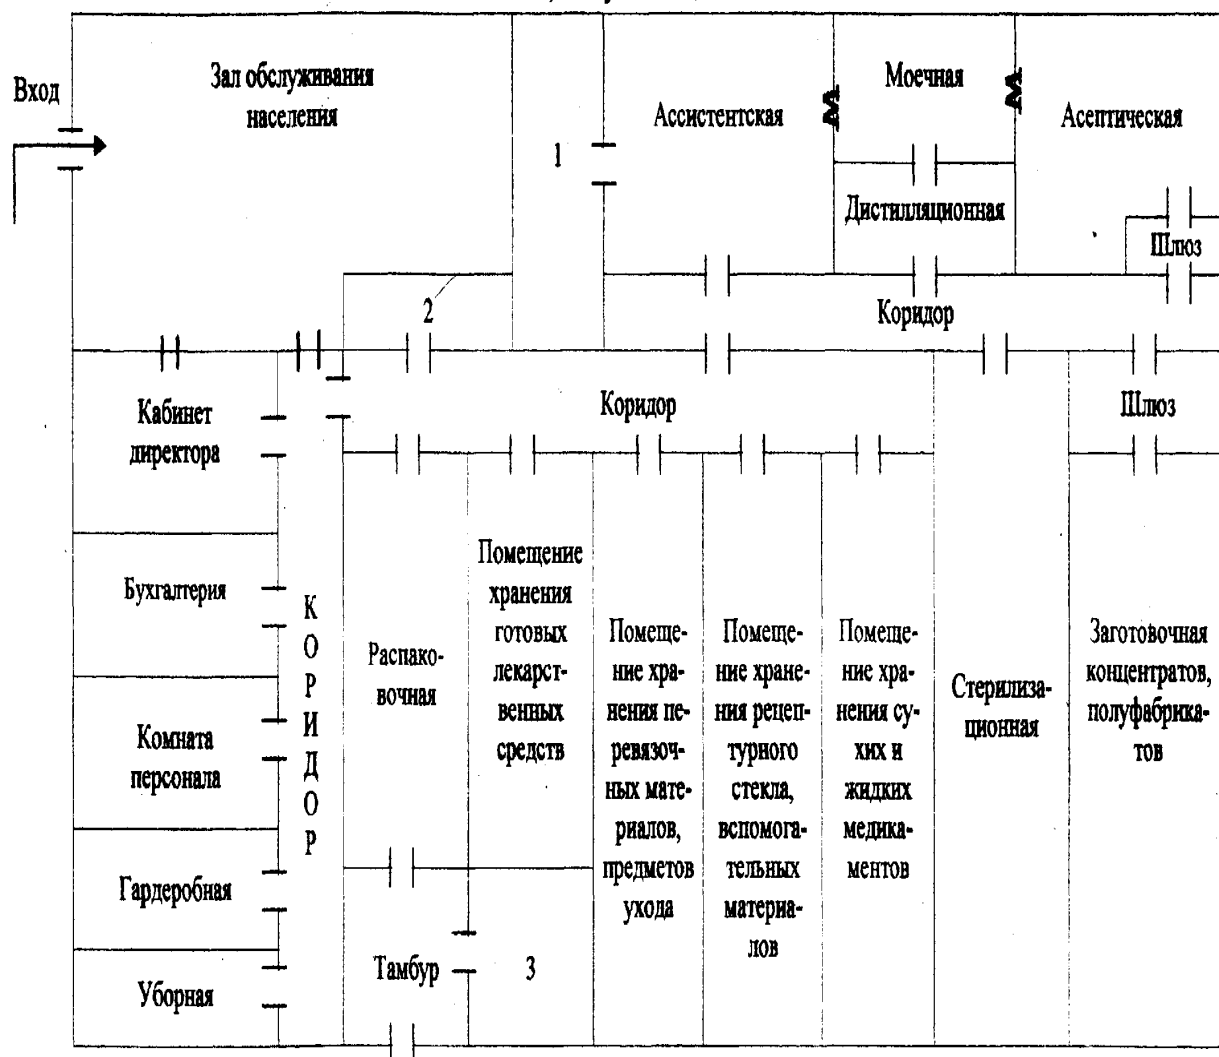 Вход
Зал обслуживания
населения
1
Ассистентская
Моечная
Асептическая
Дистилляционная
Шлюз
2
Коридор
Кабинет
директора
Коридор
Шлюз
Бухгалтерия
Комната
персонала
Гардеробная
Уборная
К
О
Р
И
Д
О
Р
Распако-
вочная
Помещение
хранения
готовых
лекарст-
венных
средств
Помеще-
ние хра-
нения пе-
ревязоч-
ных мате-
риалов,
предметов
ухода
Помеще-
ние хране-
ния рецеп-
турного
стекла,
вспомога-
тельных
материа-
лов
Помеще-
ние хра-
нения су-
хих и
жидких
медика-
ментов
Стерилиза-
ционная
Заготовочная
концентратов,
полуфабрика-
тов
Тамбур
3